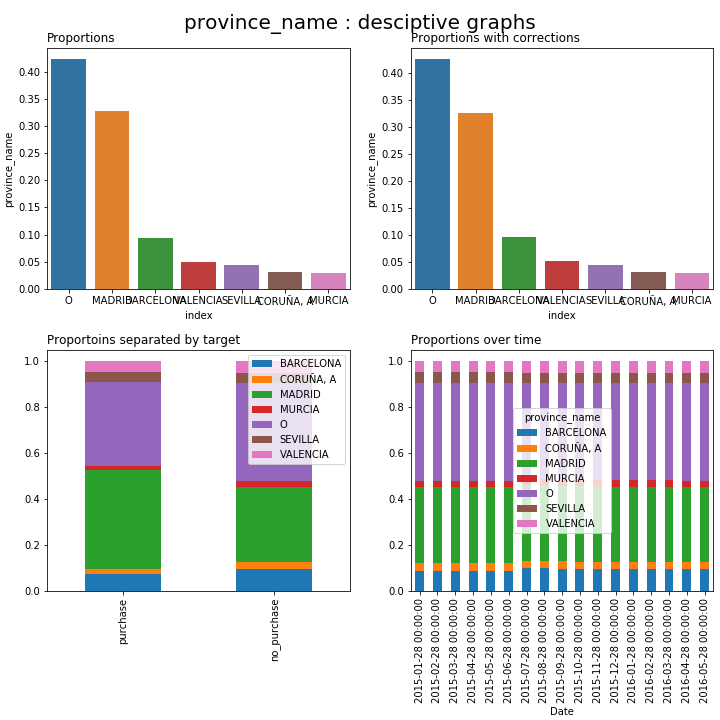 province_name : desciptive graphs
Proportions
0.40
0.35
0.30
0.25
0.20
0.15
0.10
0.05
0.00
province_name
O
MADRID
BARCELONA
VALENCIA
SEVILLA
CORUÑA, A
MURCIA
index
Proportions with corrections
0.40
0.35
0.30
0.25
0.20
0.15
0.10
0.05
0.00
province_name
O
MADRID
BARCELONA
VALENCIA
SEVILLA
CORUÑA, A
MURCIA
index
Proportoins separated by target
1.0
0.8
0.6
0.4
0.2
0.0
BARCELONA
CORUÑA, A
MADRID
MURCIA
O
SEVILLA
VALENCIA
purchase
no_purchase
Proportions over time
1.0
0.8
0.6
0.4
0.2
0.0
province_name
BARCELONA
CORUÑA, A
MADRID
MURCIA
O
SEVILLA
VALENCIA
2015-01-28 00:00:00
2015-02-28 00:00:00
2015-03-28 00:00:00
2015-04-28 00:00:00
2015-05-28 00:00:00
2015-06-28 00:00:00
2015-07-28 00:00:00
2015-08-28 00:00:00
2015-09-28 00:00:00
2015-10-28 00:00:00
2015-11-28 00:00:00
2015-12-28 00:00:00
2016-01-28 00:00:00
2016-02-28 00:00:00
2016-03-28 00:00:00
2016-04-28 00:00:00
2016-05-28 00:00:00
Date